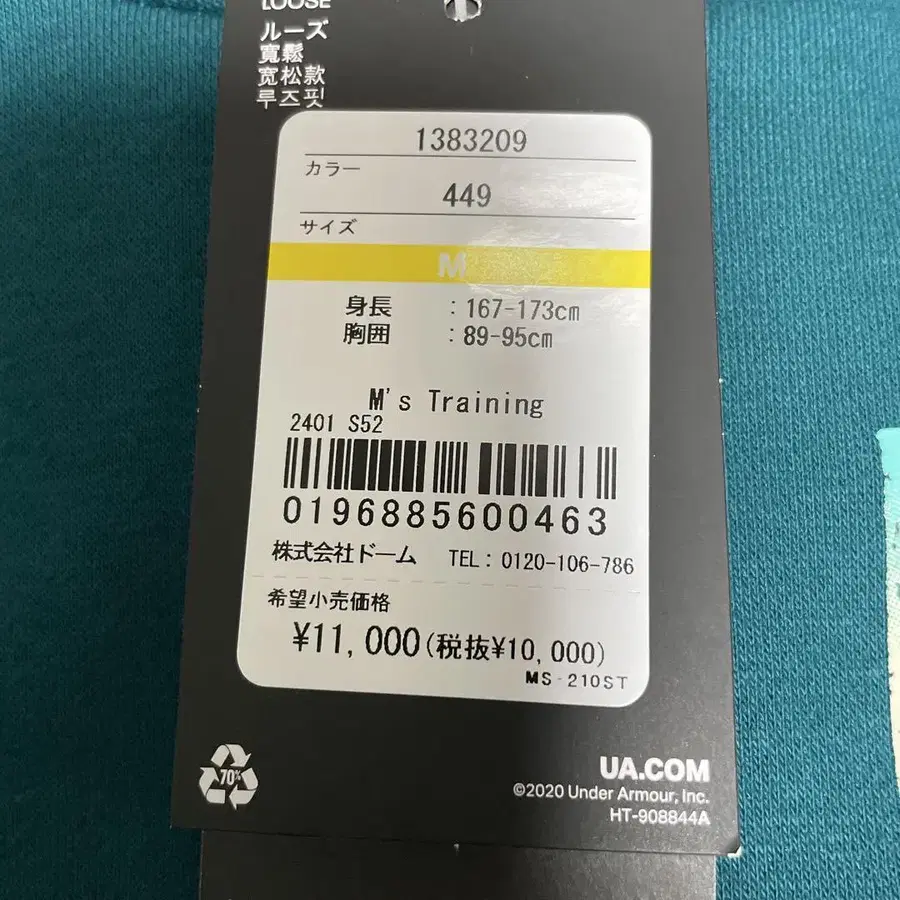 LOOSE
ルーズ
寬鬆
宽松款
루즈핏
1383209
カラー
449
サイズ
M
身長 : 167-173cm
胸囲 : 89-95cm
M's Training
2401 S52
0196885600463
株式会社ドーム TEL: 0120-106-786
希望小売価格
¥11,000(税抜¥10,000)
MS-210ST
70%
UA.COM
©2020 Under Armour, Inc.
HT-908844A